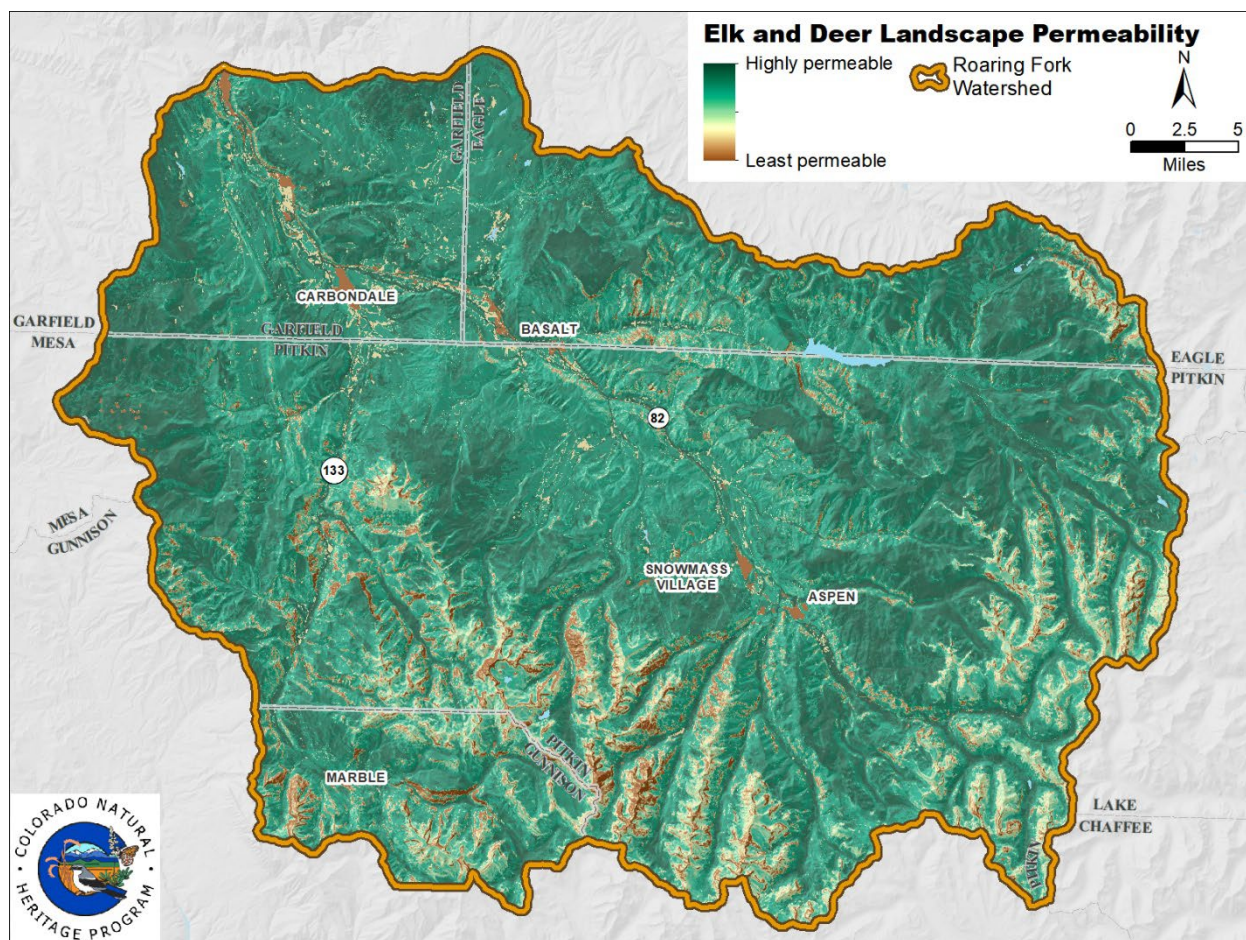 Elk and Deer Landscape Permeability
Highly permeable
Least permeable
Roaring Fork
Watershed
N
0 2.5 5
Miles
GARFIELD
EAGLE
CARBONDALE
GARFIELD
MESA
GARFIELD
PITKIN
BASALT
EAGLE
PITKIN
82
133
MESA
GUNNISON
SNOWMASS
VILLAGE
ASPEN
PITKIN
GUNNISON
MARBLE
LAKE
CHAFFEE
PITKIN
COLORADO NATURAL
HERITAGE PROGRAM